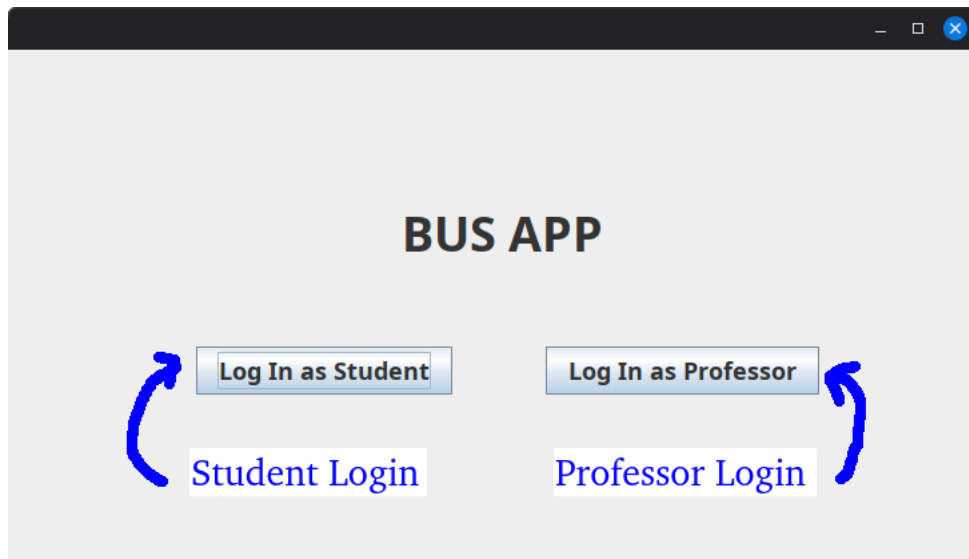 BUS APP
Log In as Student Log In as Professor
Student Login Professor Login